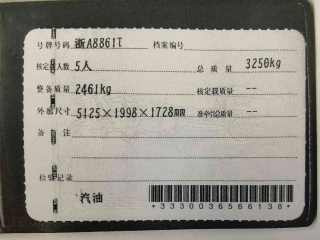 号牌号码 浙A8861T 档案编号
核定载人数 5人 总质量 3250kg
整备质量 2461kg 核定载质量 --
外廓尺寸 5125×1998×1728mm 准牵引总质量 --
备注
检验记录
汽油
*3330036566138*